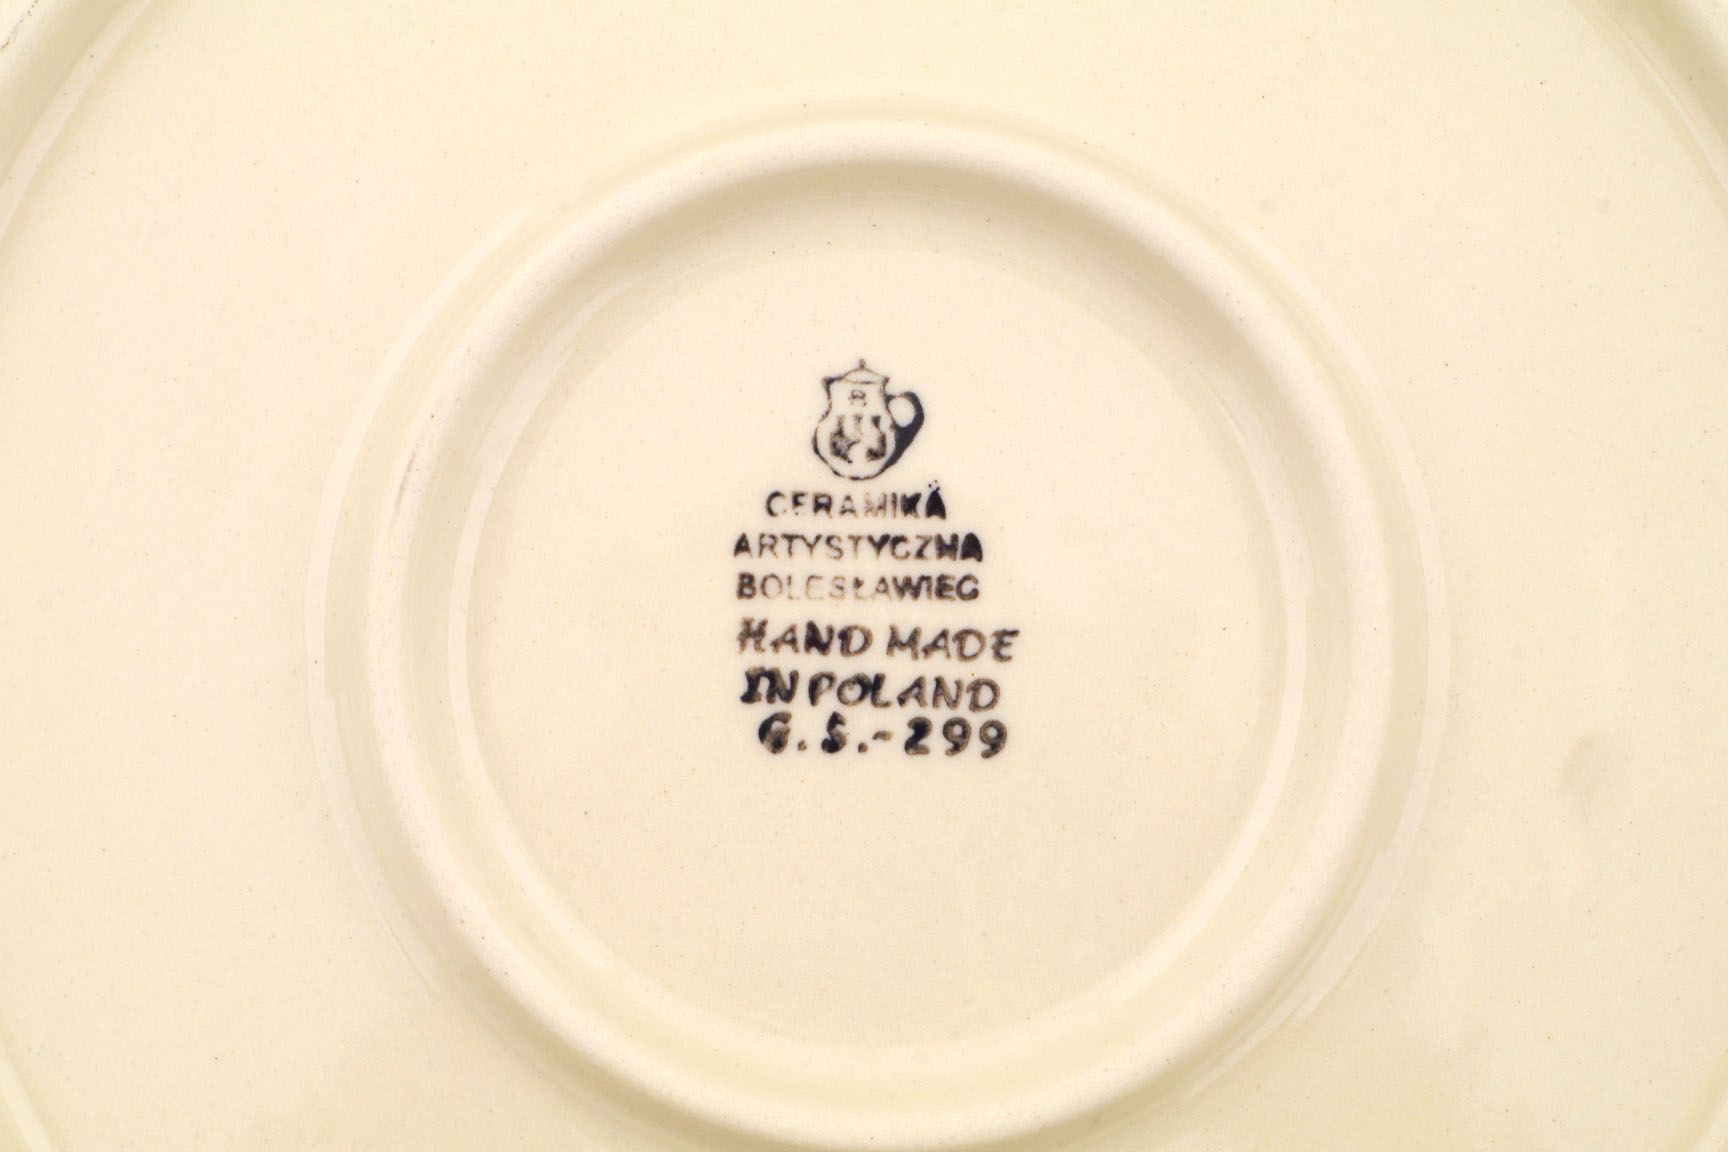 B
CERAMIKA
ARTYSTYCZNA
BOLESŁAWIEC
HAND MADE
IN POLAND
G.S.-299